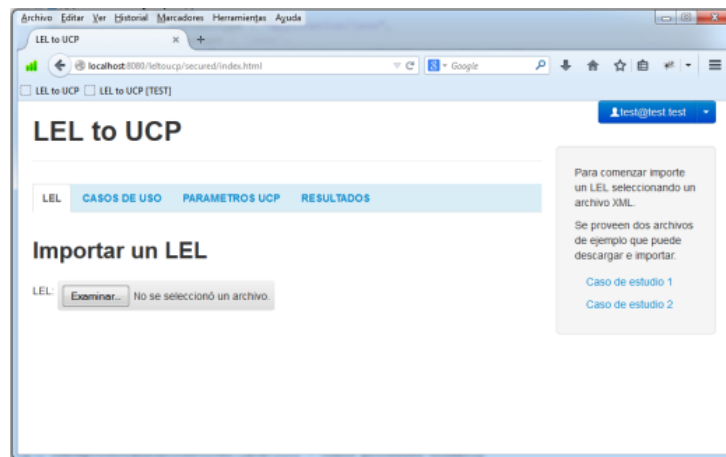 Archivo Editar Ver Historial Marcadores Herramientas Ayuda
LEL to UCP × +
localhost:8080/leltoucp/secured/index.html Google
LEL to UCP LEL to UCP [TEST]
test@test.test
LEL to UCP
LEL CASOS DE USO PARAMETROS UCP RESULTADOS
Importar un LEL
LEL: Examinar.. No se seleccionó un archivo.
Para comenzar importe
un LEL seleccionando un
archivo XML.
Se proveen dos archivos
de ejemplo que puede
descargar e importar.
Caso de estudio 1
Caso de estudio 2